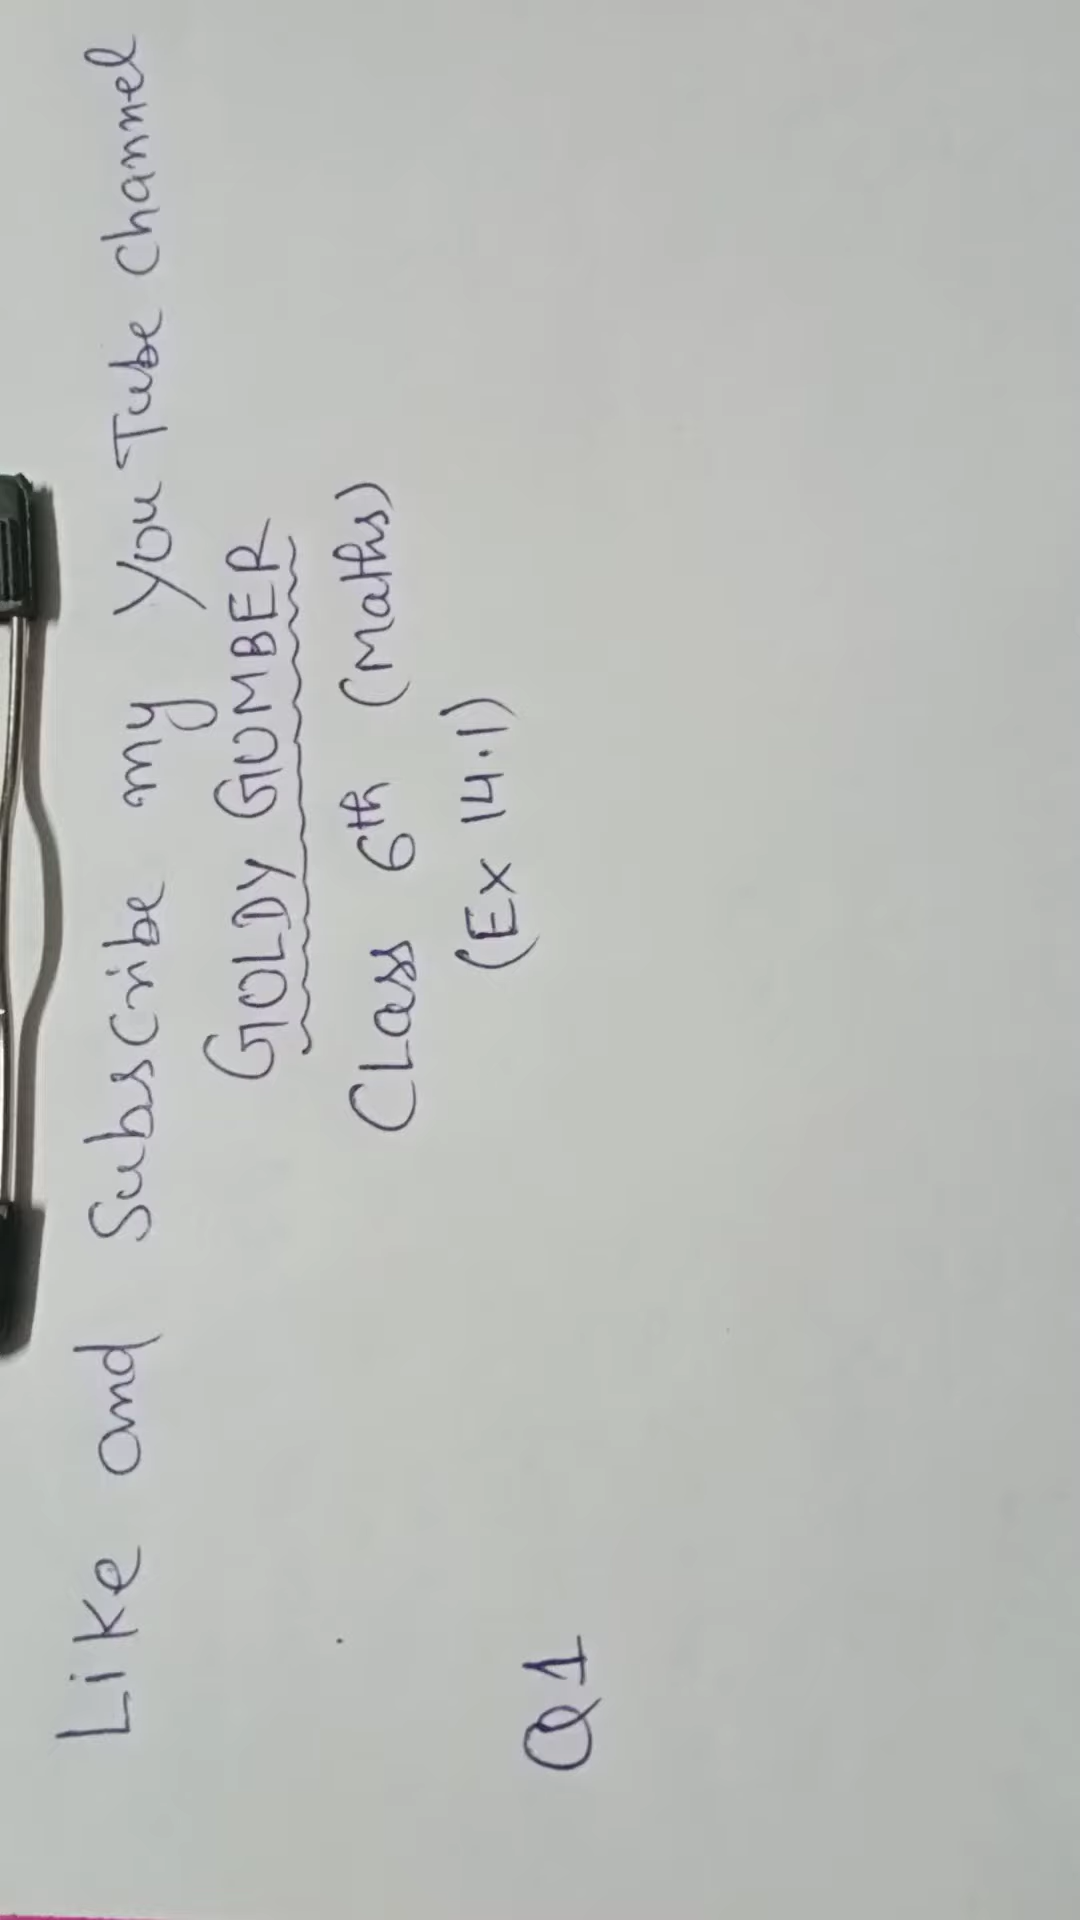 Like and Subscribe my YouTube channel
GOLDY GUMBER
Class 6th (Maths)
(Ex 14.1)
Q1